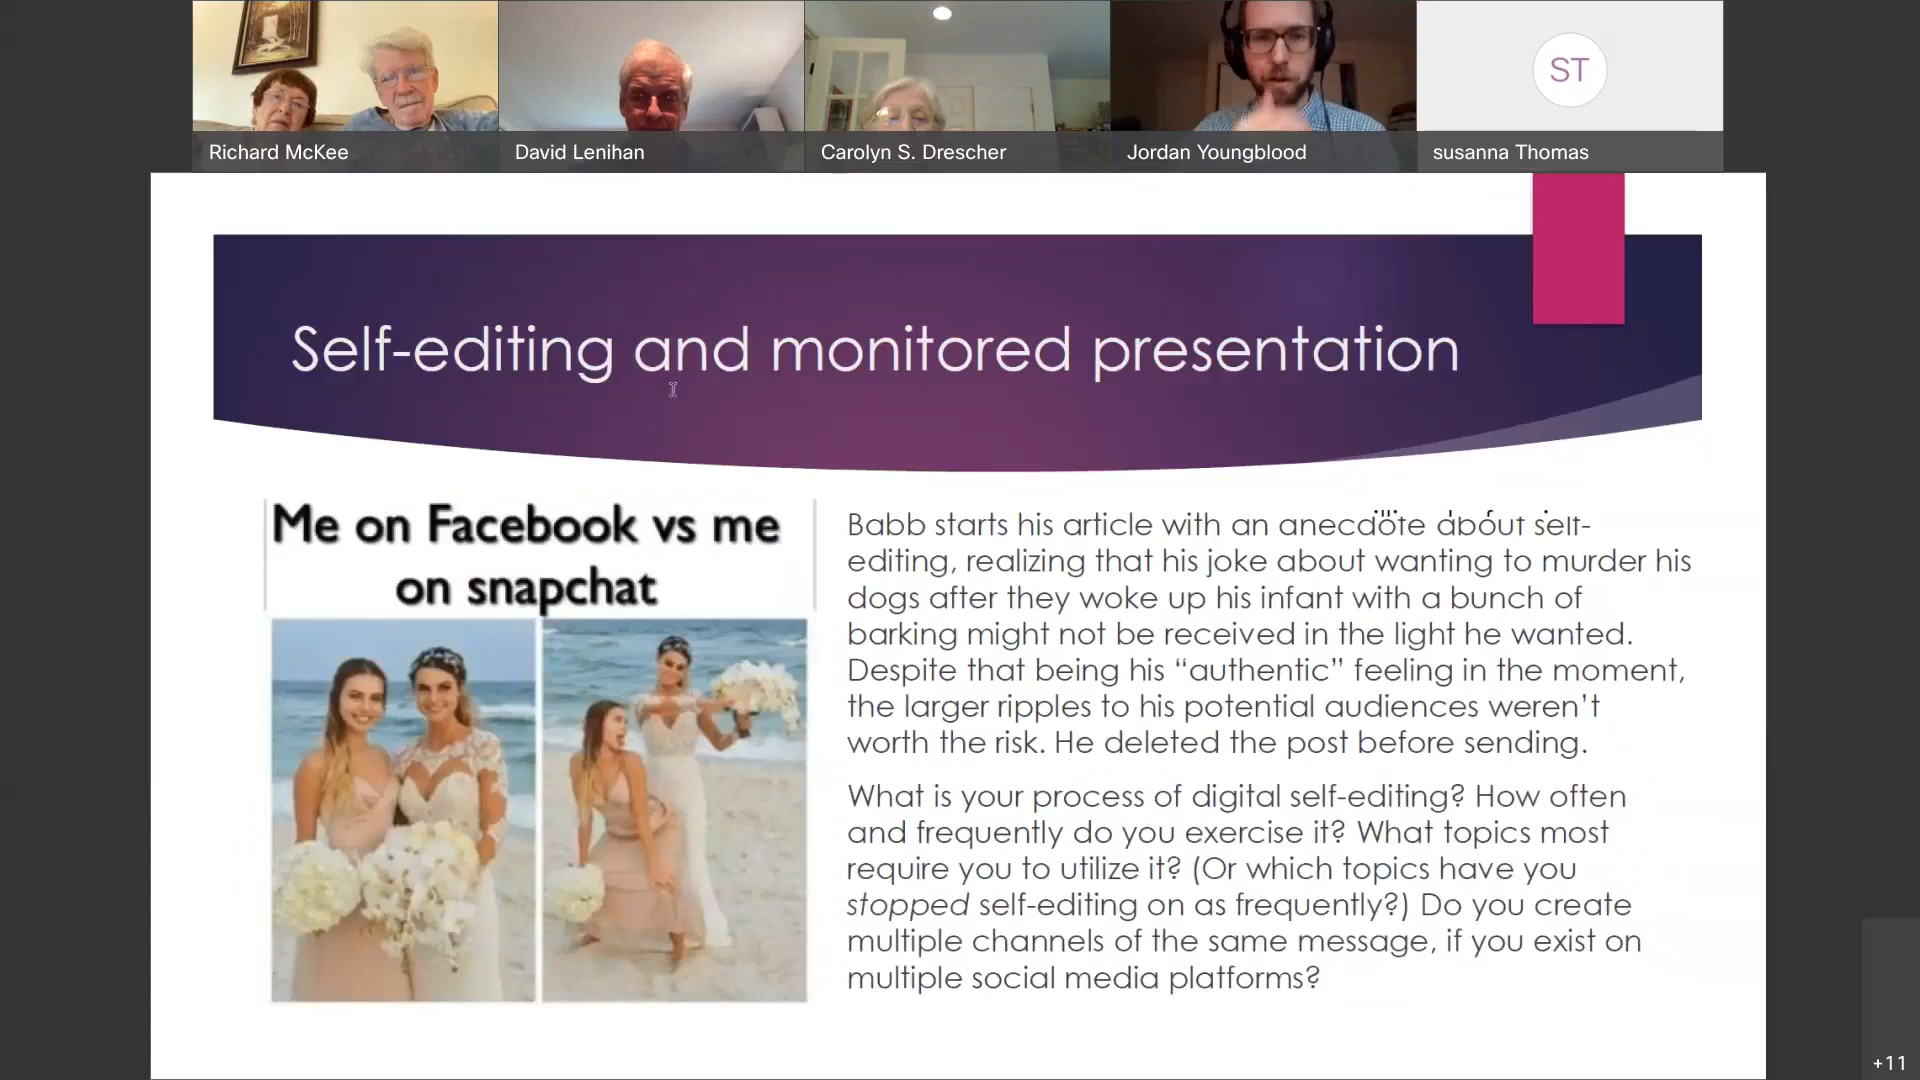 Richard McKee
David Lenihan
Carolyn S. Drescher
Jordan Youngblood
ST
susanna Thomas
Self-editing and monitored presentation
Me on Facebook vs me
on snapchat
Babb starts his article with an anecdote about self-
editing, realizing that his joke about wanting to murder his
dogs after they woke up his infant with a bunch of
barking might not be received in the light he wanted.
Despite that being his “authentic” feeling in the moment,
the larger ripples to his potential audiences weren’t
worth the risk. He deleted the post before sending.
What is your process of digital self-editing? How often
and frequently do you exercise it? What topics most
require you to utilize it? (Or which topics have you
stopped self-editing on as frequently?) Do you create
multiple channels of the same message, if you exist on
multiple social media platforms?
+11